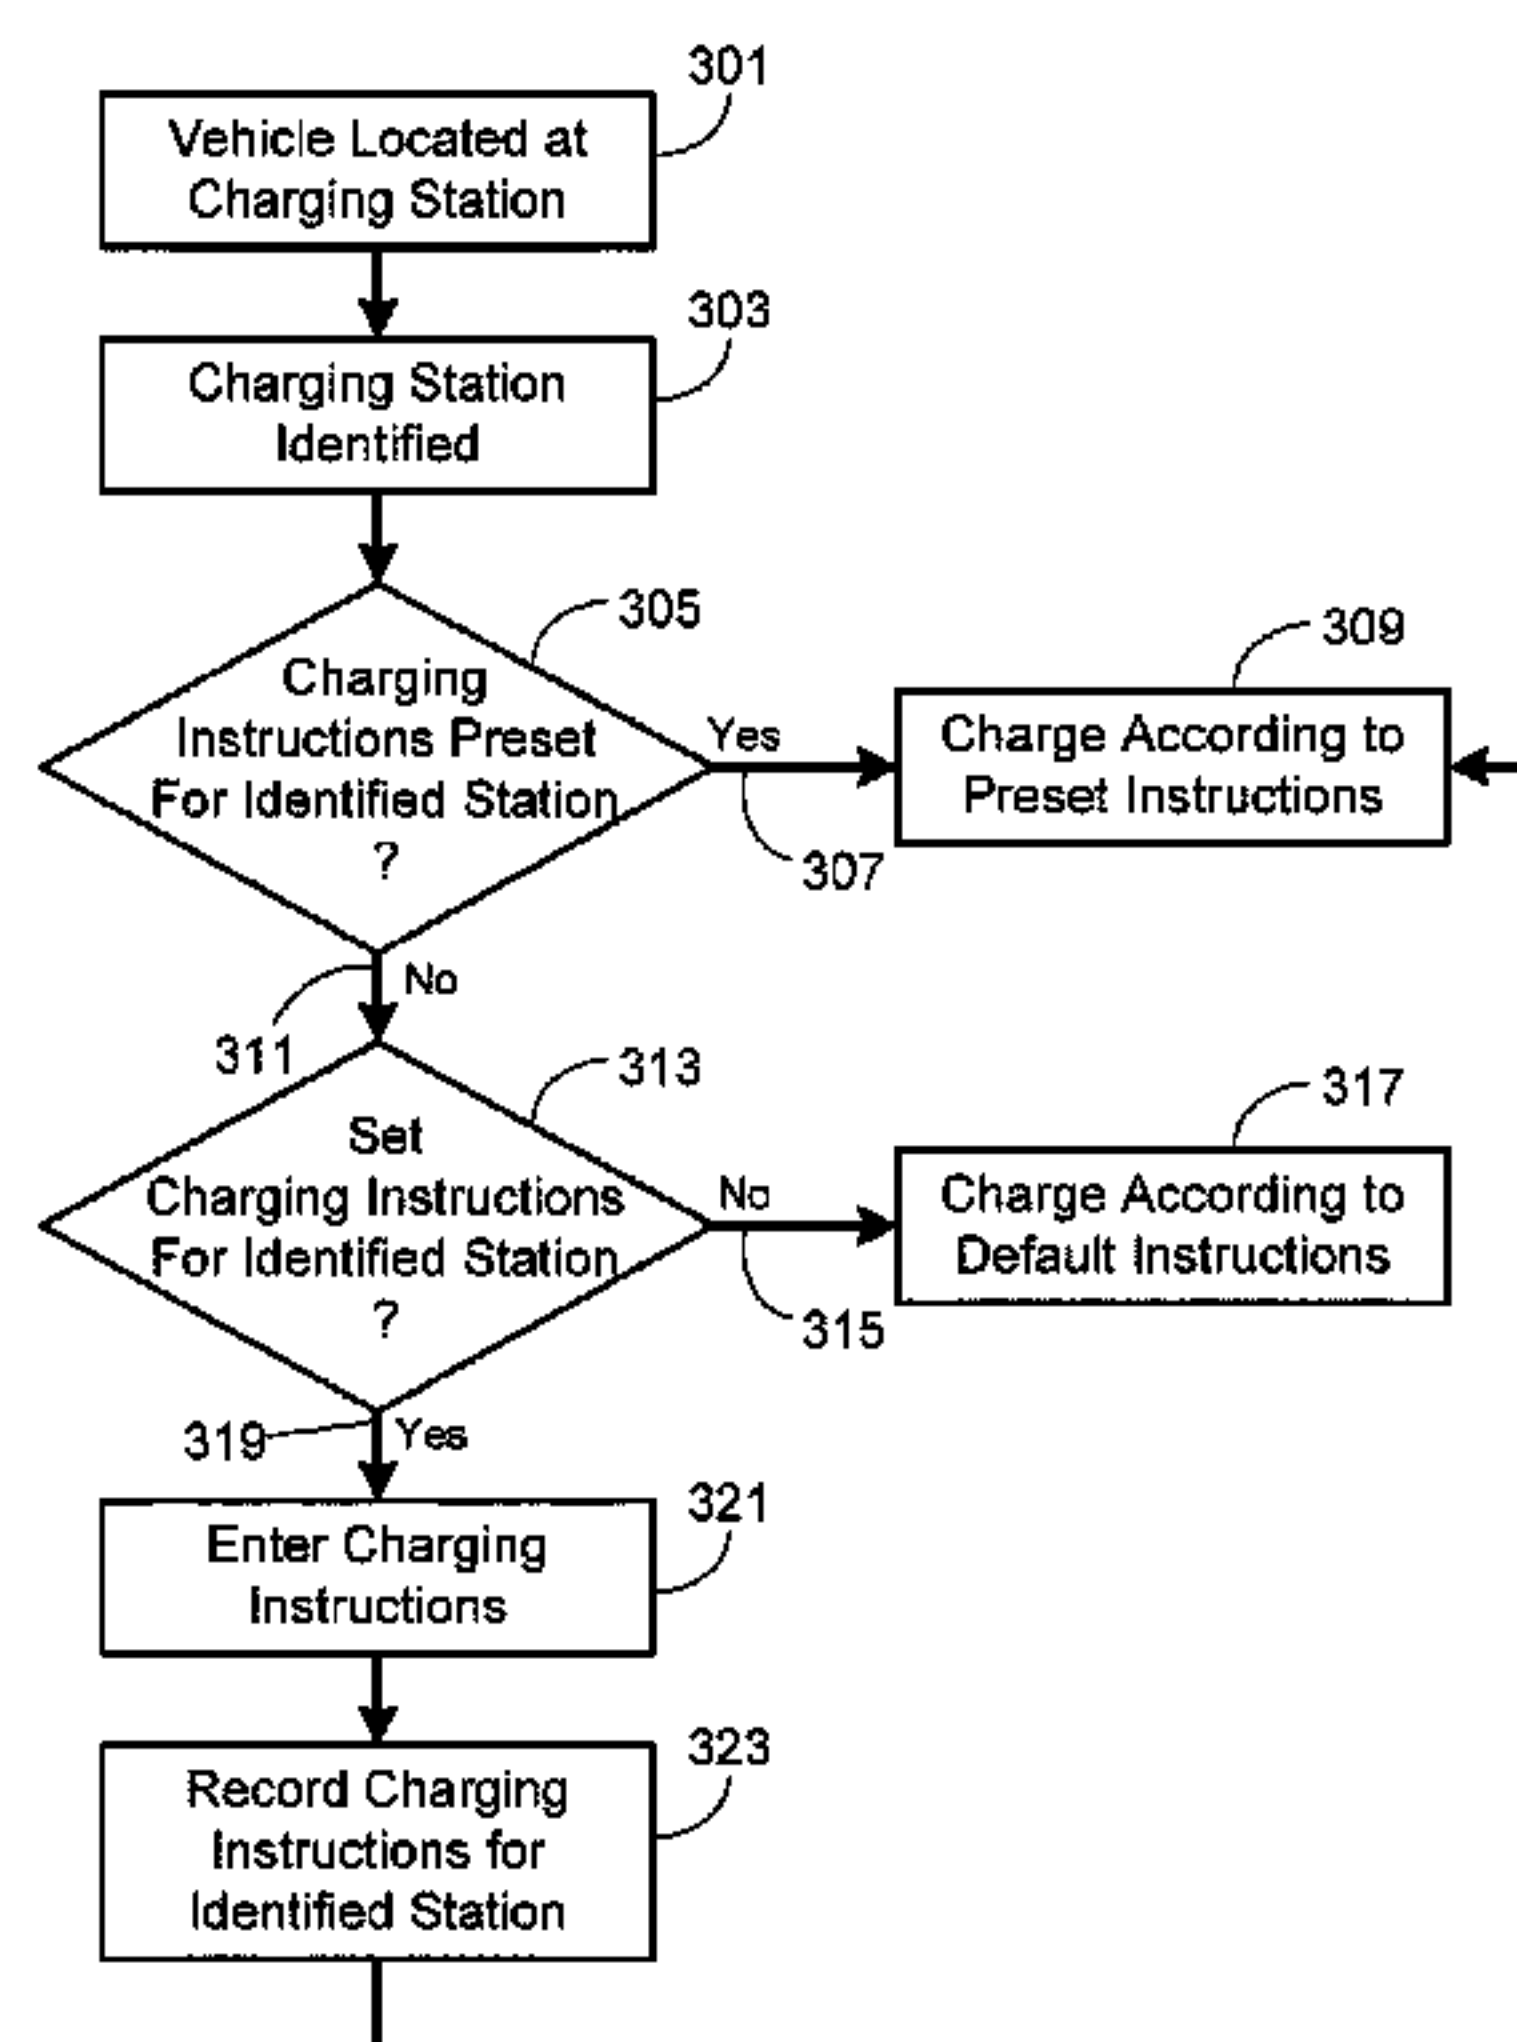 301
Vehicle Located at
Charging Station
303
Charging Station
Identified
305
Charging
Instructions Preset
For Identified Station
?
Yes
307
309
Charge According to
Preset Instructions
311
No
313
Set
Charging Instructions
For Identified Station
?
No
315
317
Charge According to
Default Instructions
319
Yes
321
Enter Charging
Instructions
323
Record Charging
Instructions for
Identified Station